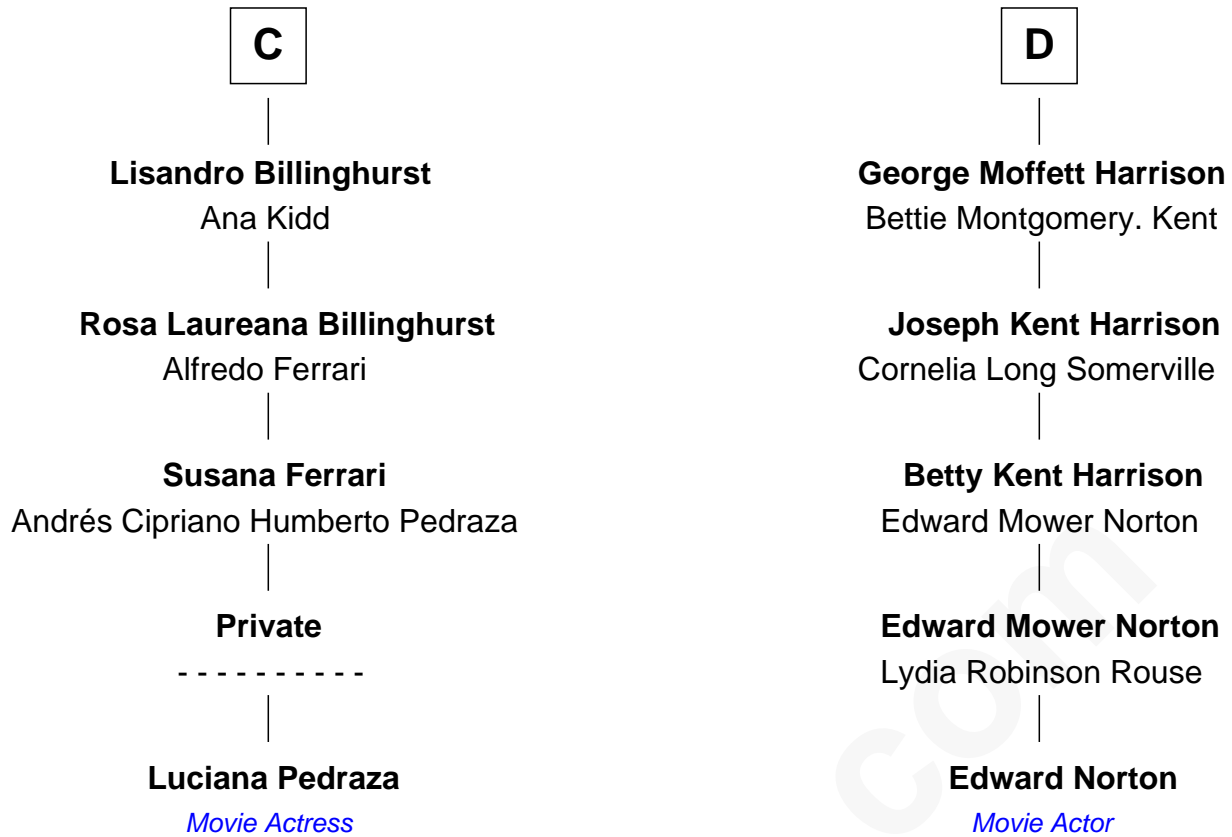 C
Lisandro Billinghurst
Ana Kidd
Rosa Laureana Billinghurst
Alfredo Ferrari
Susana Ferrari
Andrés Cipriano Humberto Pedraza
Private
- - - - - - - - - -
Luciana Pedraza
Movie Actress
D
George Moffett Harrison
Bettie Montgomery. Kent
Joseph Kent Harrison
Cornelia Long Somerville
Betty Kent Harrison
Edward Mower Norton
Edward Mower Norton
Lydia Robinson Rouse
Edward Norton
Movie Actor
com